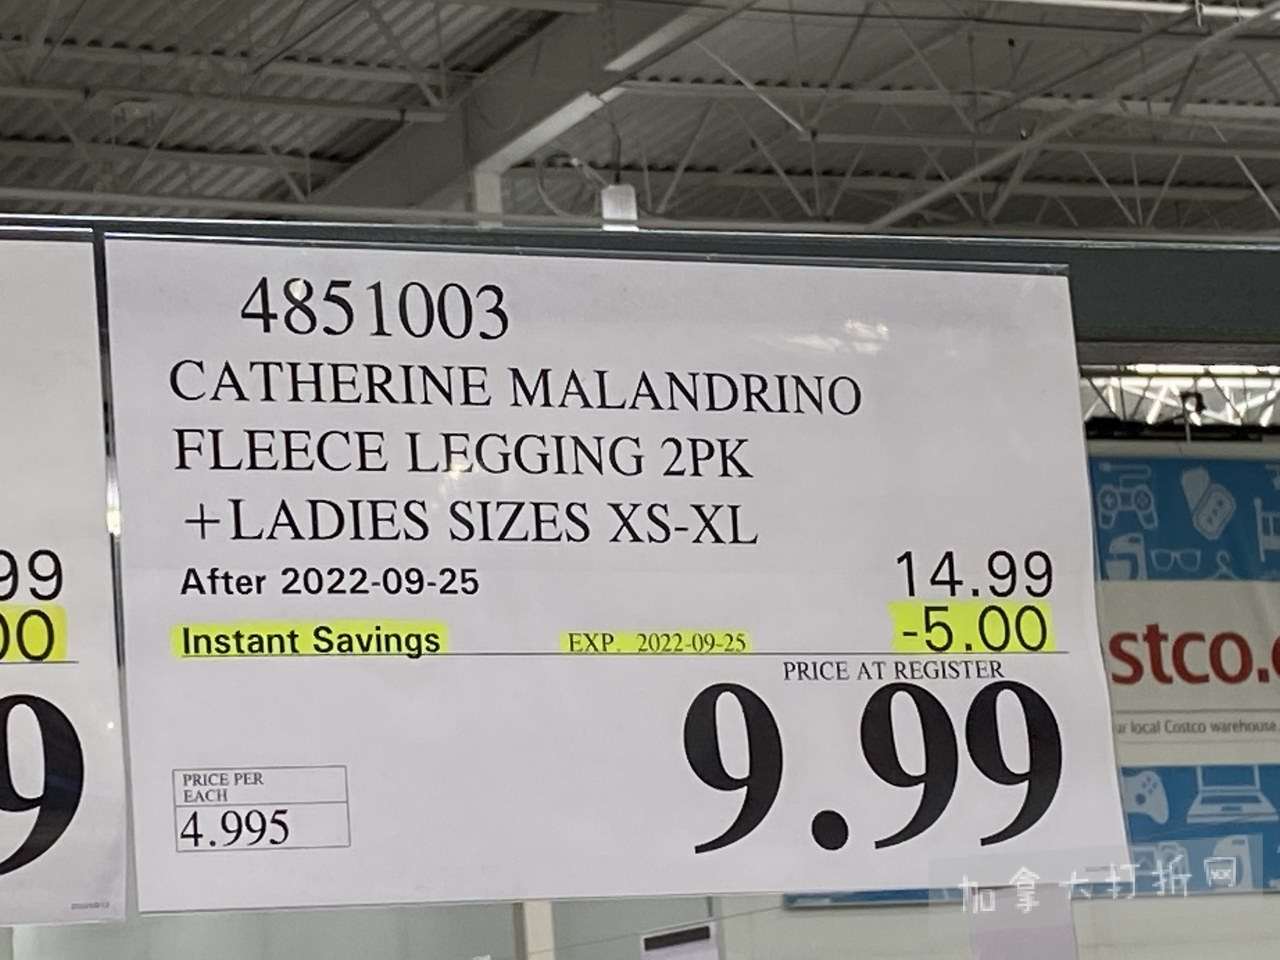 4851003
CATHERINE MALANDRINO
FLEECE LEGGING 2PK
+LADIES SIZES XS-XL
After 2022-09-25 14.99
Instant Savings EXP. 2022-09-25 -5.00
PRICE AT REGISTER
9.99
PRICE PER
EACH
4.995
99
00
9
stco.
ur local Costco warehouse
加拿大打折网